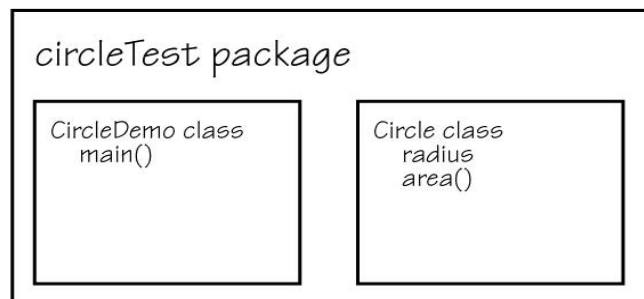 circleTest package
CircleDemo class
main()
Circle class
radius
area()